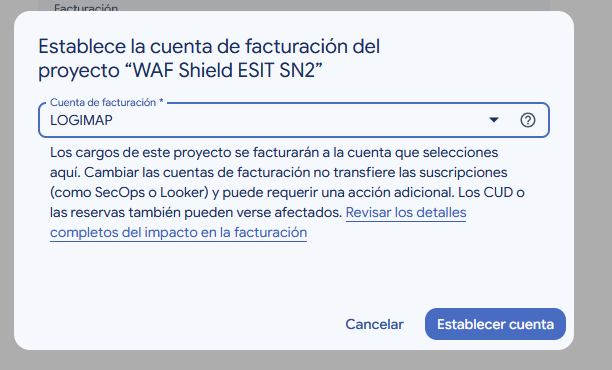 Facturación
Establece la cuenta de facturación del
proyecto “WAF Shield ESIT SN2”
Cuenta de facturación *
LOGIMAP
Los cargos de este proyecto se facturarán a la cuenta que selecciones
aquí. Cambiar las cuentas de facturación no transfiere las suscripciones
(como SecOps o Looker) y puede requerir una acción adicional. Los CUD o
las reservas también pueden verse afectados. Revisar los detalles
completos del impacto en la facturación
Cancelar
Establecer cuenta